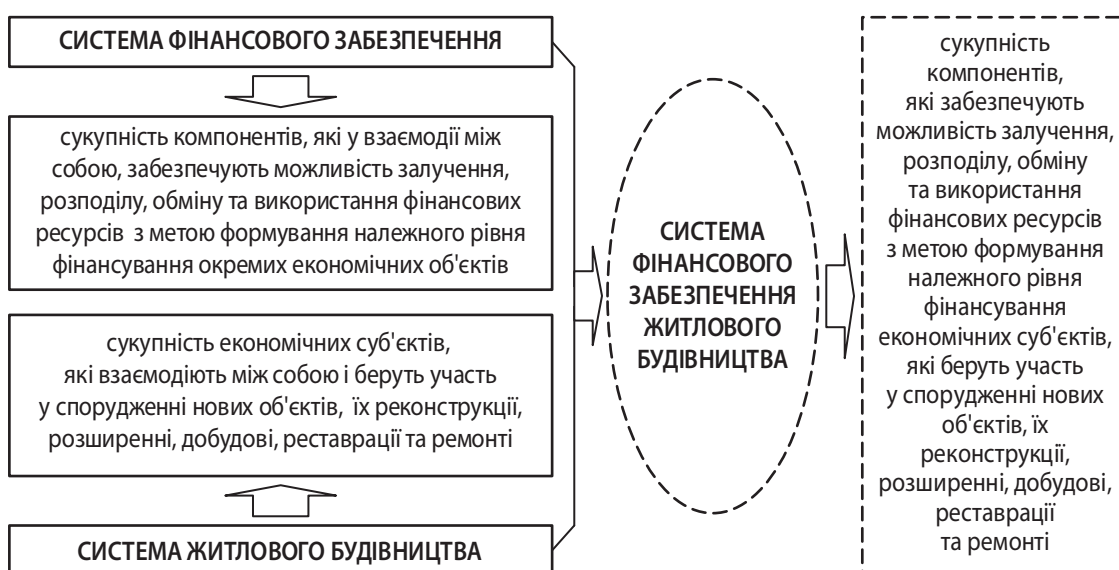 СИСТЕМА ФІНАНСОВОГО ЗАБЕЗПЕЧЕННЯ
сукупність компонентів, які у взаємодії між
собою, забезпечують можливість залучення,
розподілу, обміну та використання фінансових
ресурсів з метою формування належного рівня
фінансування окремих економічних об'єктів
сукупність економічних суб'єктів,
які взаємодіють між собою і беруть участь
у спорудженні нових об'єктів, їх реконструкції,
розширенні, добудові, реставрації та ремонті
СИСТЕМА ЖИТЛОВОГО БУДІВНИЦТВА
СИСТЕМА
ФІНАНСОВОГО
ЗАБЕЗПЕЧЕННЯ
ЖИТЛОВОГО
БУДІВНИЦТВА
сукупність
компонентів,
які забезпечують
можливість залучення,
розподілу, обміну
та використання
фінансових ресурсів
з метою формування
належного рівня
фінансування
економічних суб'єктів,
які беруть участь
у спорудженні нових
об'єктів, їх
реконструкції,
розширенні, добудові,
реставрації
та ремонті